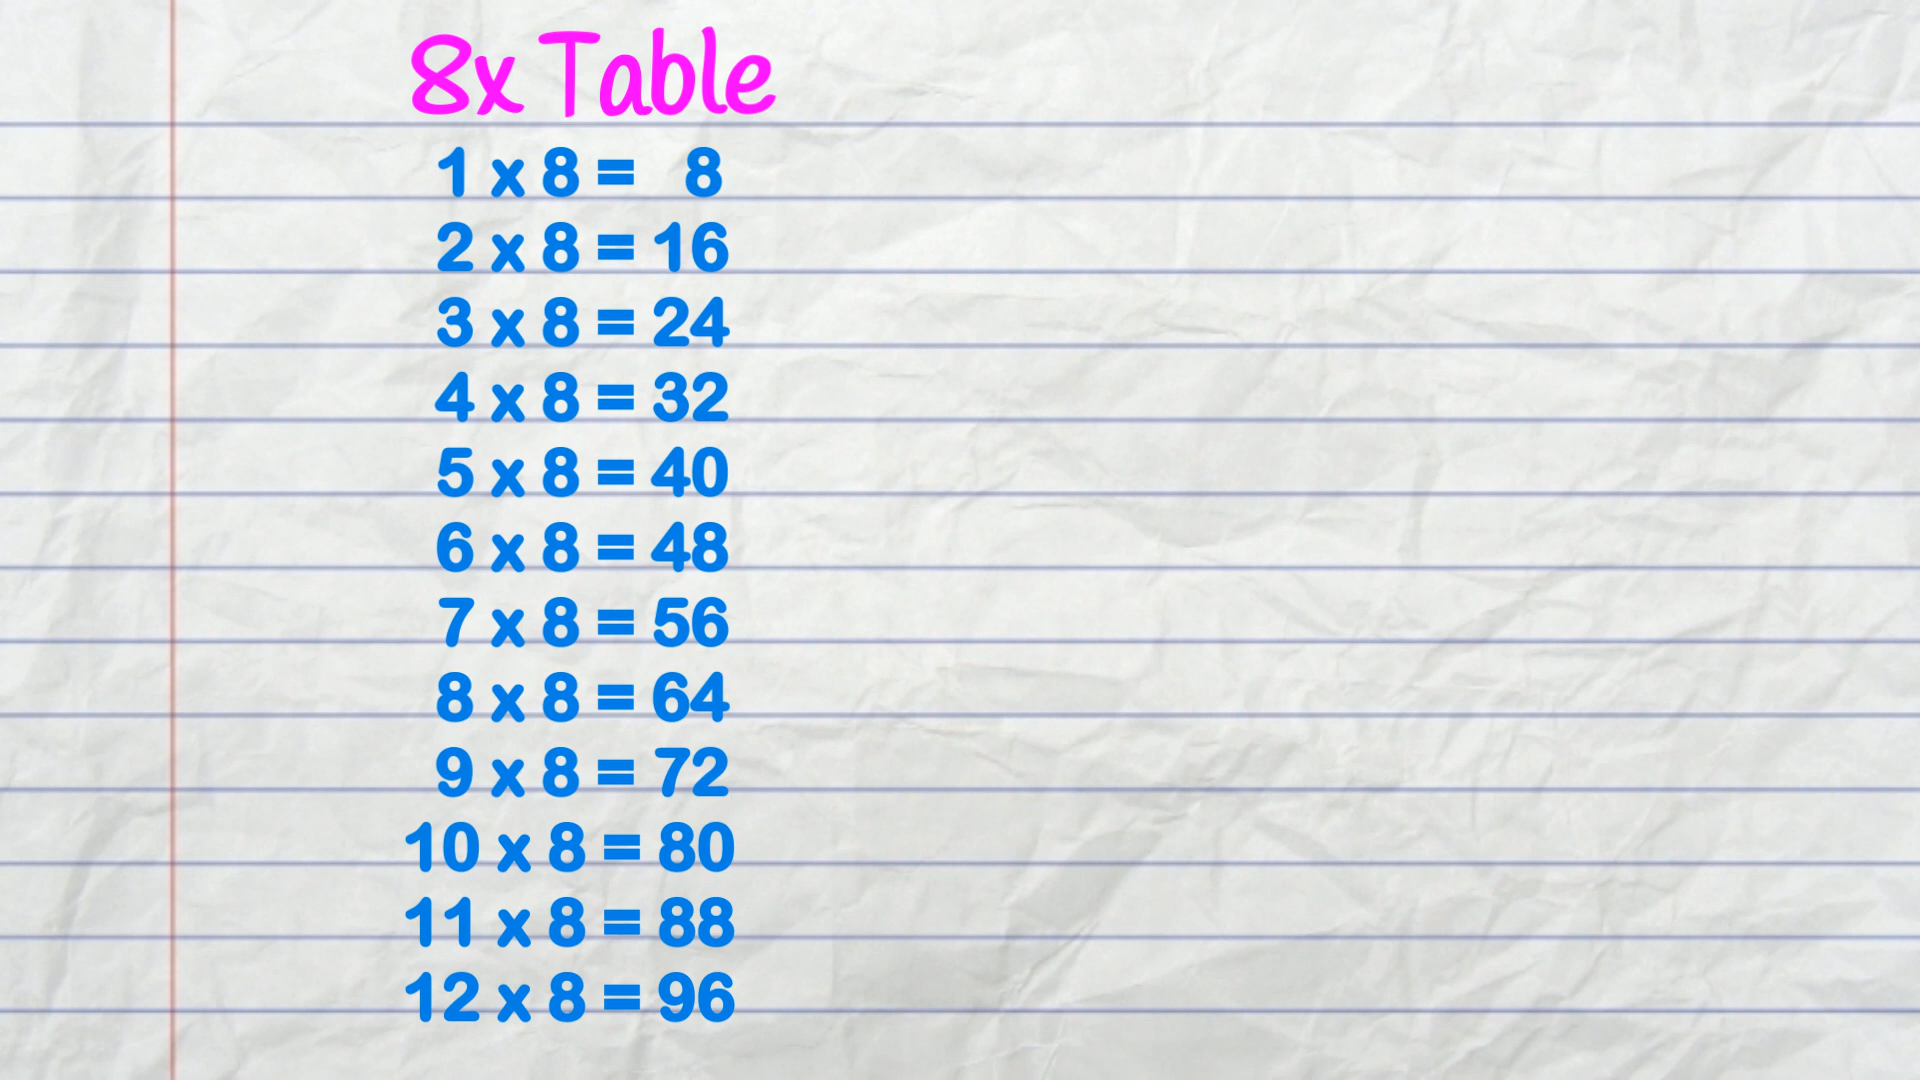 8x Table
1 x 8 = 8
2 x 8 = 16
3 x 8 = 24
4 x 8 = 32
5 x 8 = 40
6 x 8 = 48
7 x 8 = 56
8 x 8 = 64
9 x 8 = 72
10 x 8 = 80
11 x 8 = 88
12 x 8 = 96